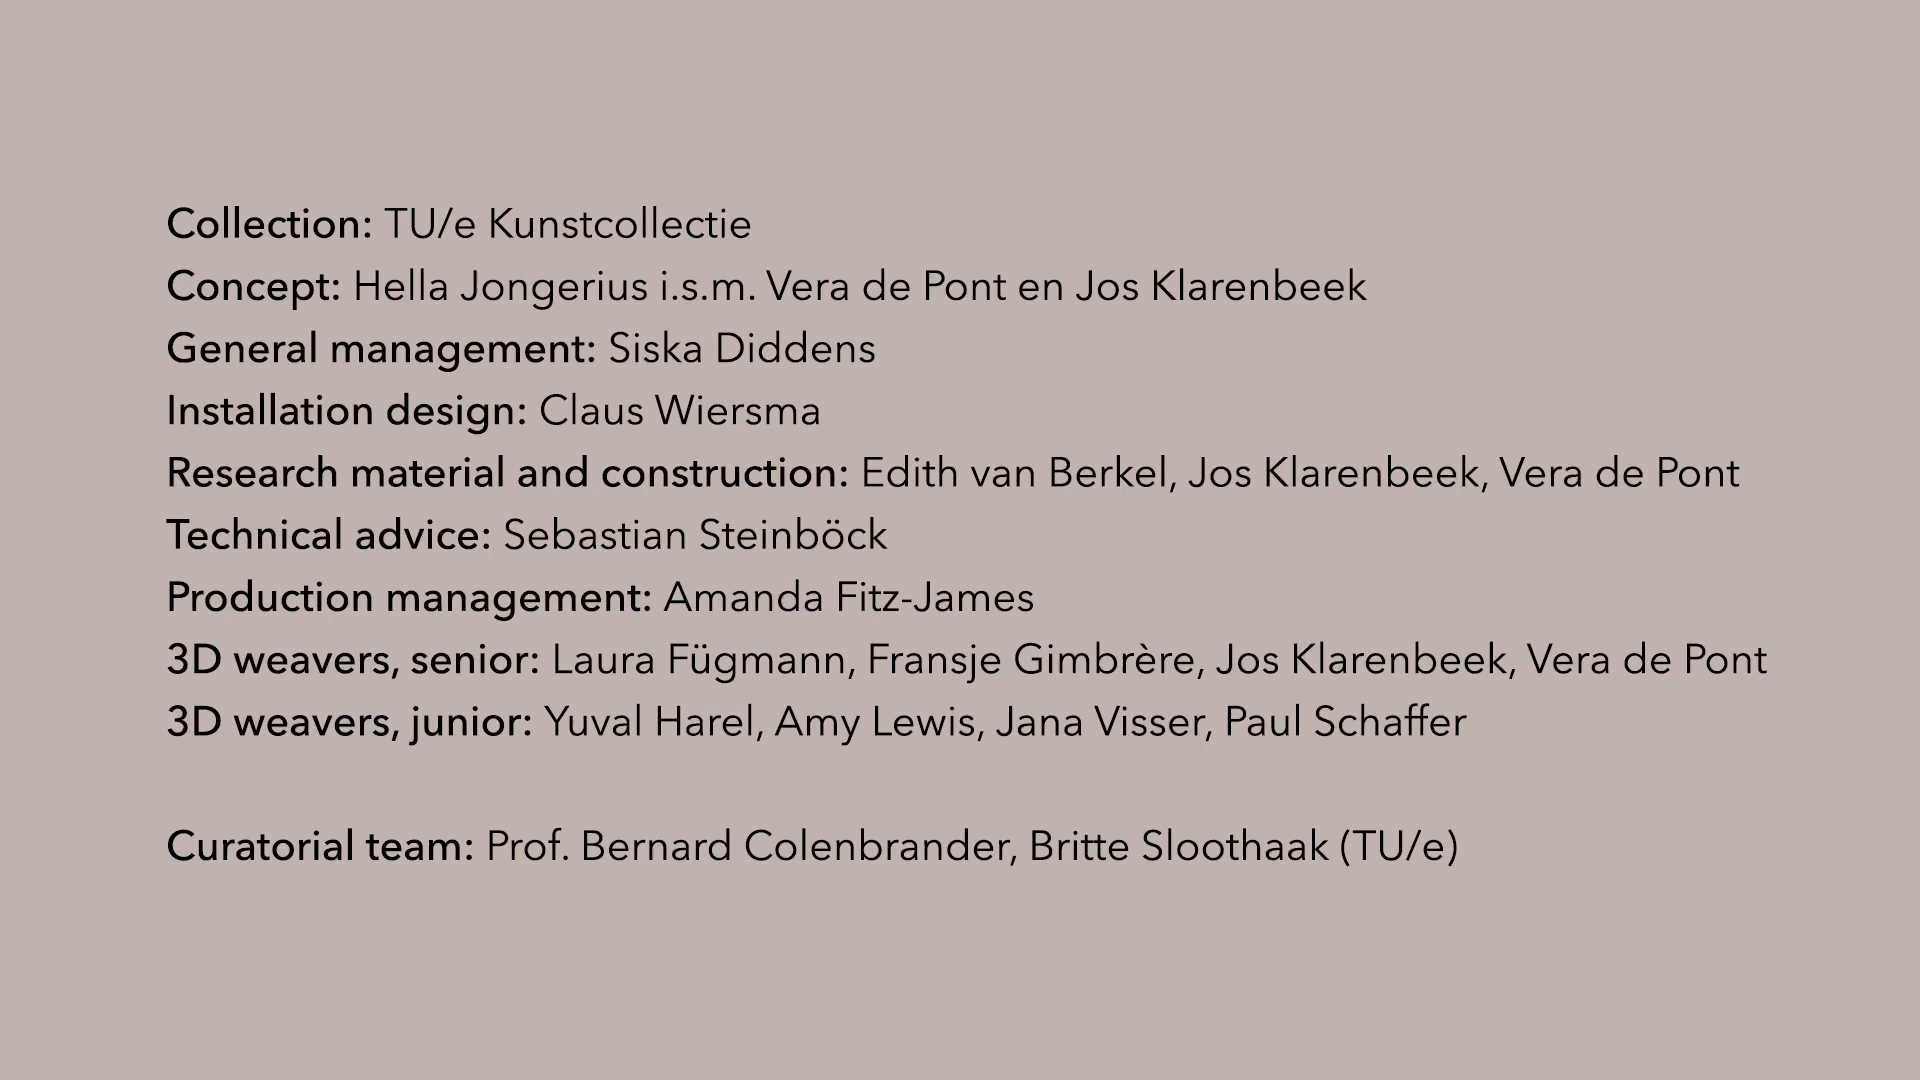 Collection: TU/e Kunstcollectie
Concept: Hella Jongerius i.s.m. Vera de Pont en Jos Klarenbeek
General management: Siska Diddens
Installation design: Claus Wiersma
Research material and construction: Edith van Berkel, Jos Klarenbeek, Vera de Pont
Technical advice: Sebastian Steinböck
Production management: Amanda Fitz-James
3D weavers, senior: Laura Fügmann, Fransje Gimbrère, Jos Klarenbeek, Vera de Pont
3D weavers, junior: Yuval Harel, Amy Lewis, Jana Visser, Paul Schaffer
Curatorial team: Prof. Bernard Colenbrander, Britte Sloothaak (TU/e)